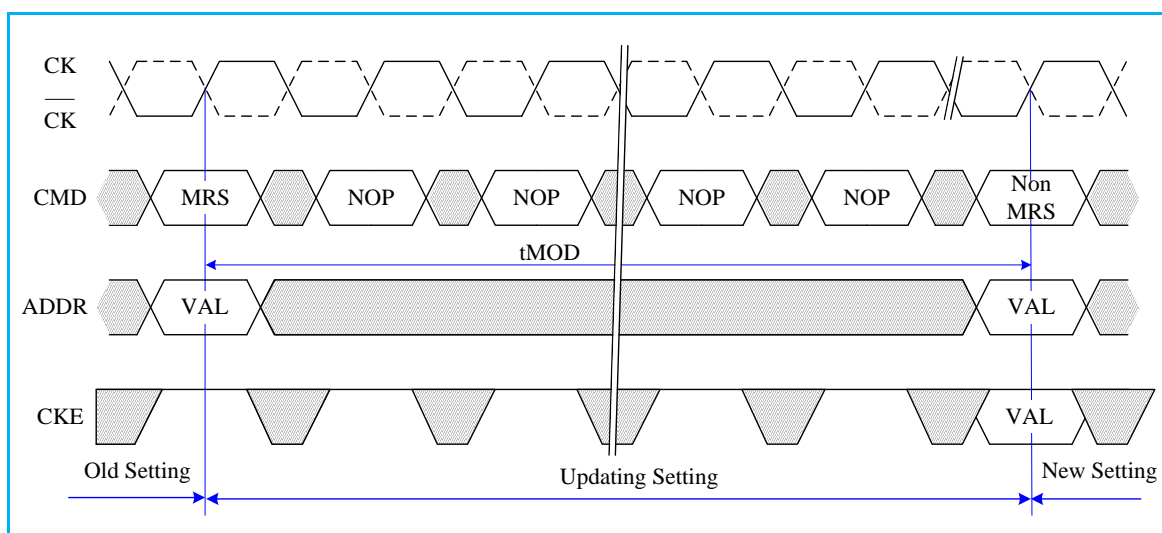 CK
CK
CMD MRS NOP NOP NOP NOP Non MRS
tMOD
ADDR VAL VAL
CKE VAL
Old Setting Updating Setting New Setting